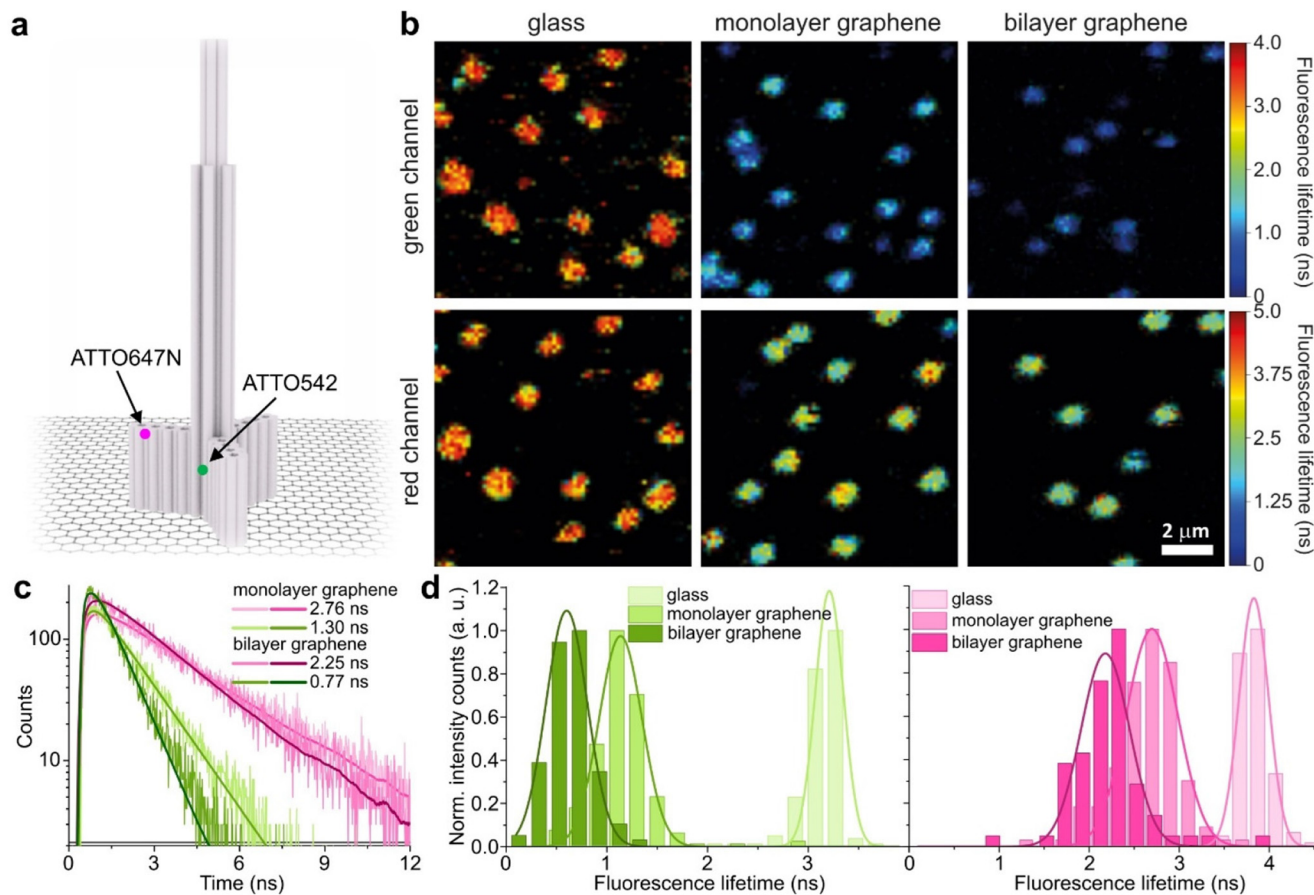 a
ATTO647N
ATTO542
b
glass
monolayer graphene
bilayer graphene
green channel
red channel
2 μm
4.0
3.0
2.0
1.0
0
Fluorescence lifetime (ns)
5.0
3.75
2.5
1.25
0
Fluorescence lifetime (ns)
c
monolayer graphene
2.76 ns
1.30 ns
bilayer graphene
2.25 ns
0.77 ns
Counts
100
10
0
3
6
9
12
Time (ns)
d
Norm. intensity counts (a. u.)
1.2
1.0
0.8
0.6
0.4
0.2
0.0
glass
monolayer graphene
bilayer graphene
0
1
2
3
Fluorescence lifetime (ns)
glass
monolayer graphene
bilayer graphene
1
2
3
4
Fluorescence lifetime (ns)